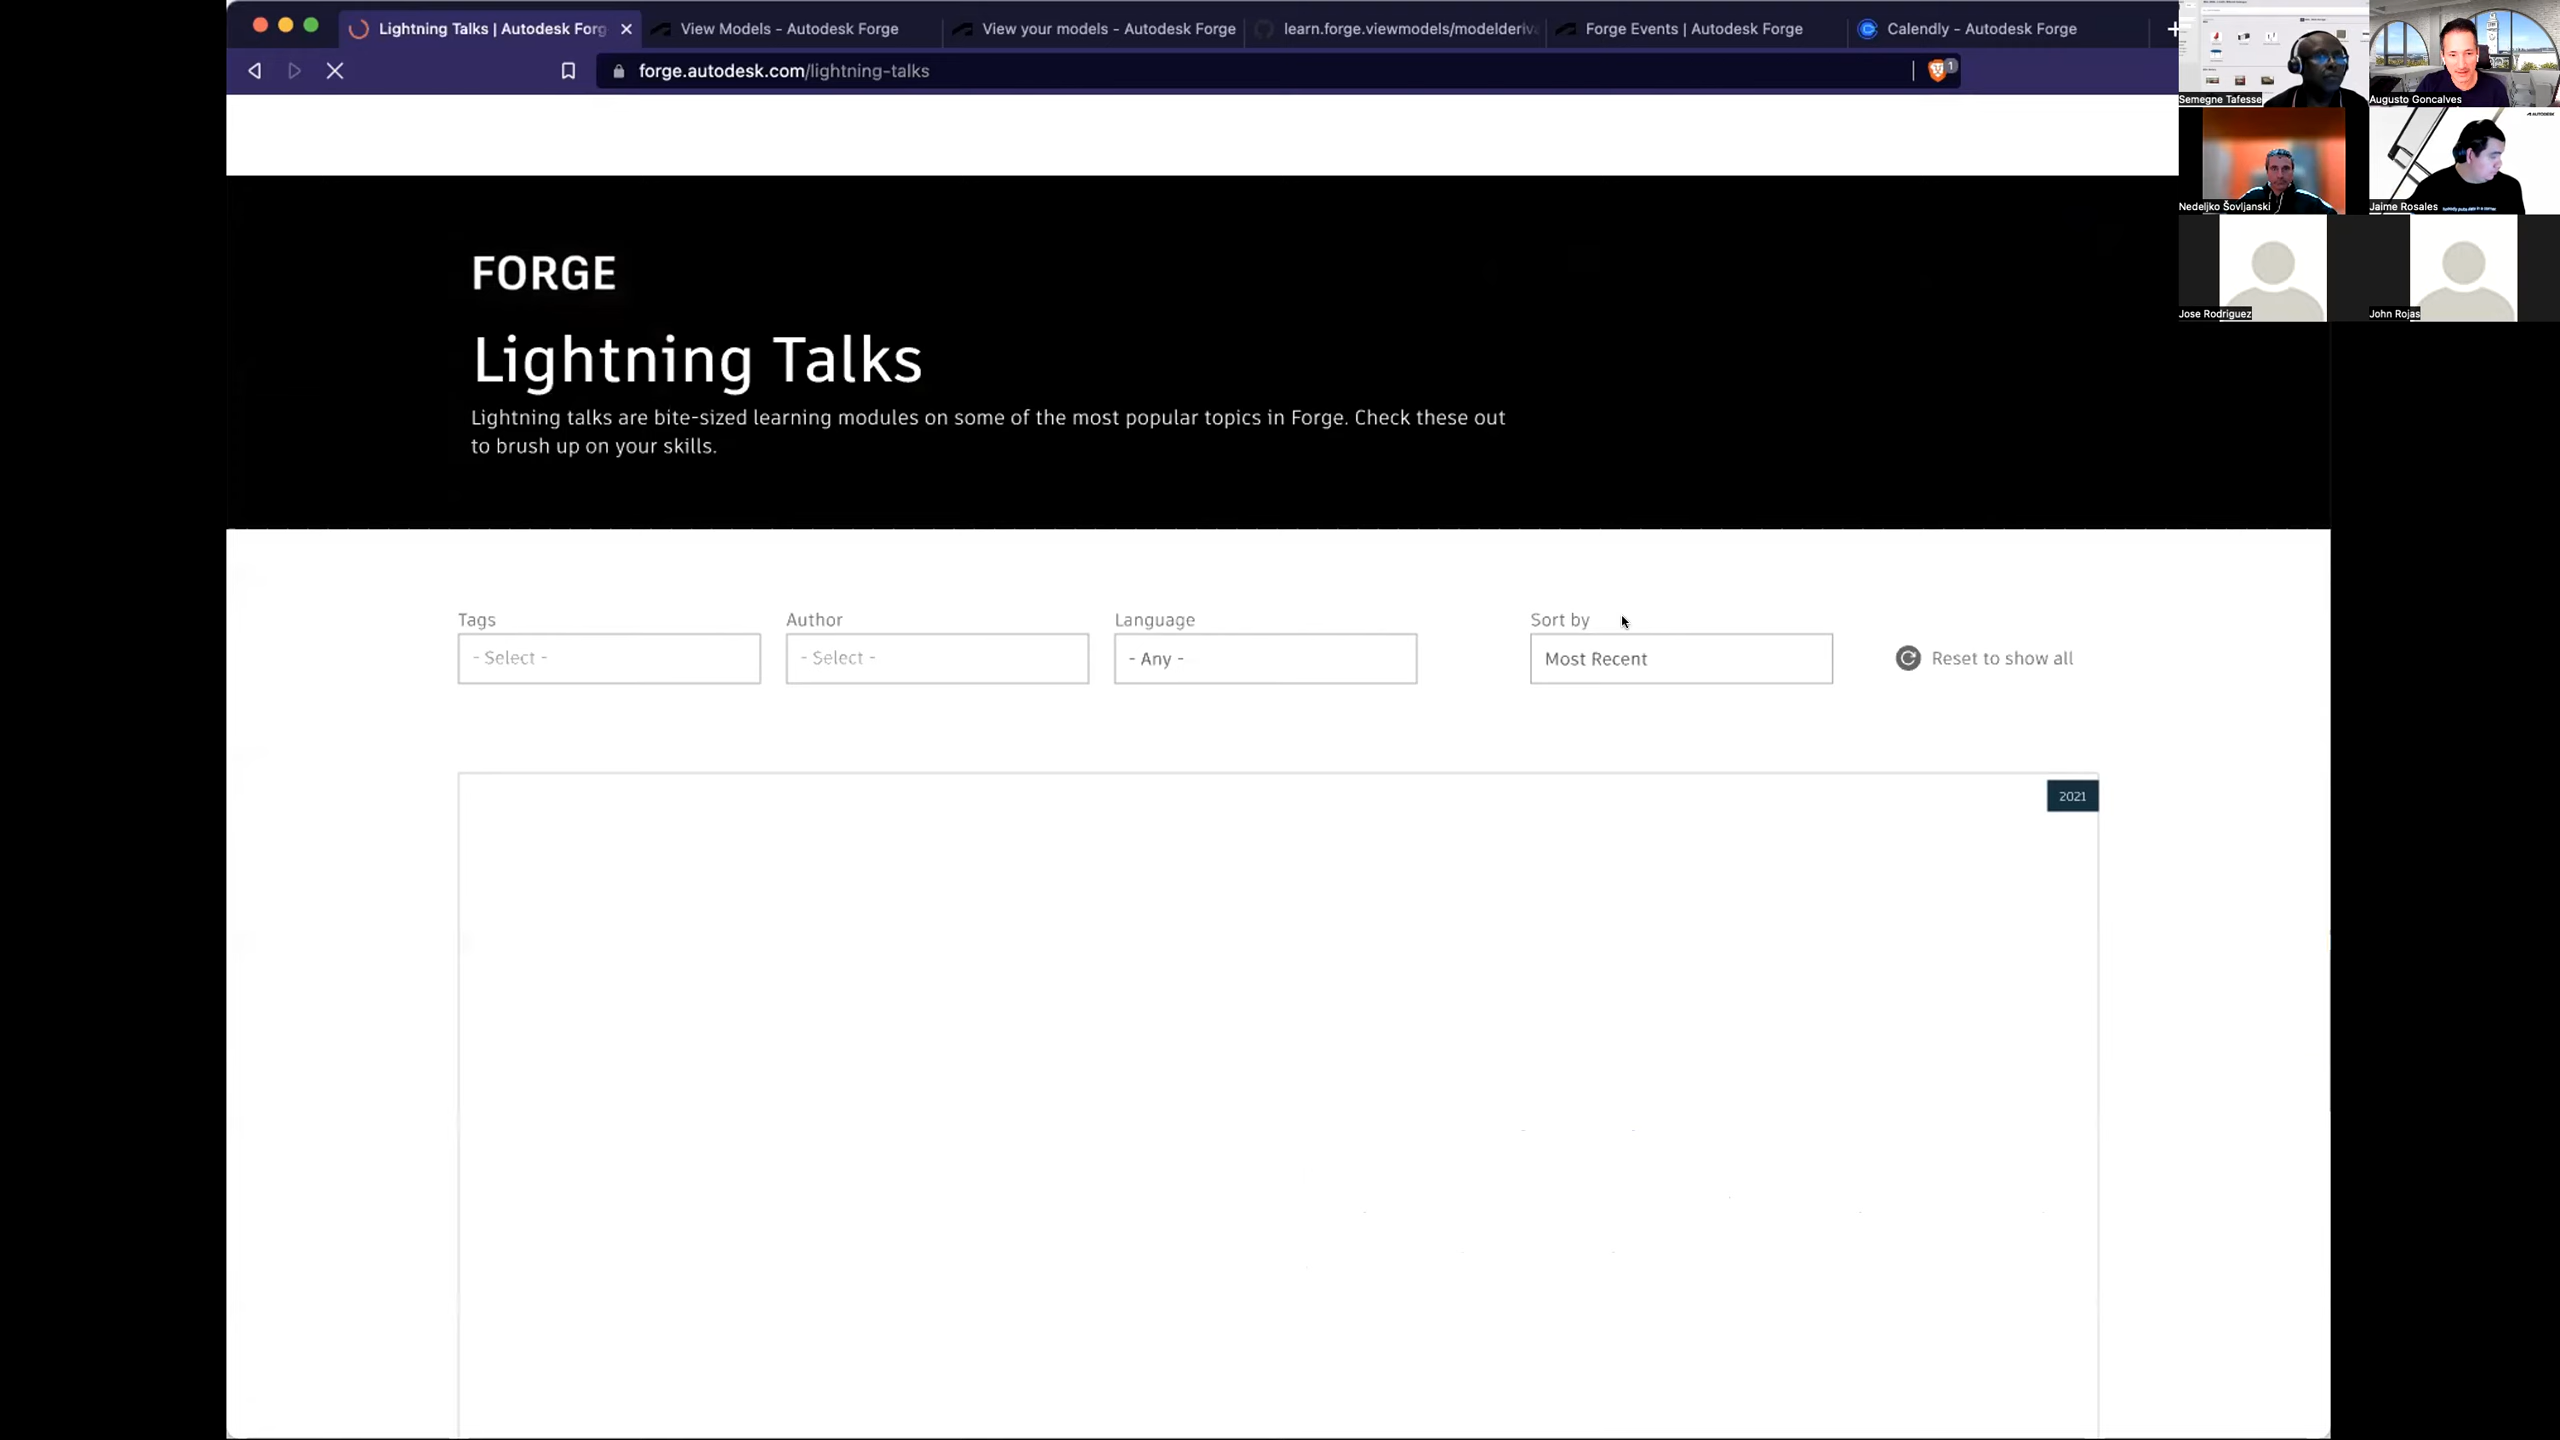 Lightning Talks | Autodesk Forg
View Models - Autodesk Forge
View your models - Autodesk Forge
learn.forge.viewmodels/modelderiva
Forge Events | Autodesk Forge
Calendly - Autodesk Forge
forge.autodesk.com/lightning-talks
1
Semegne Tafesse
Augusto Goncalves
AUTODESK
Nedeljko Šovljanski
Jaime Rosales
Jose Rodriguez
John Rojas
FORGE
Lightning Talks
Lightning talks are bite-sized learning modules on some of the most popular topics in Forge. Check these out
to brush up on your skills.
Tags
Author
Language
Sort by
- Select -
- Select -
- Any -
Most Recent
Reset to show all
2021